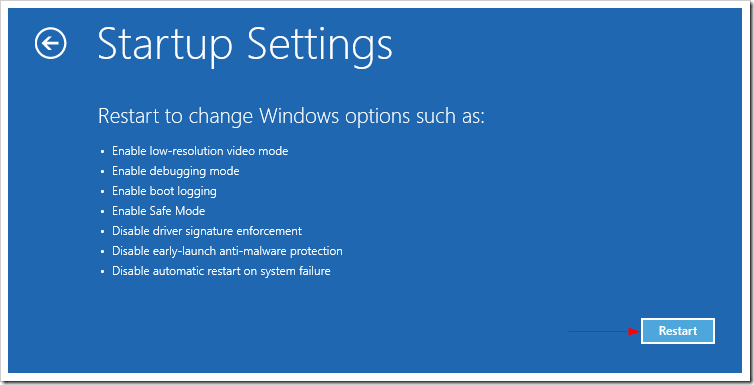 Startup Settings
Restart to change Windows options such as:
• Enable low-resolution video mode
• Enable debugging mode
• Enable boot logging
• Enable Safe Mode
• Disable driver signature enforcement
• Disable early-launch anti-malware protection
• Disable automatic restart on system failure
Restart